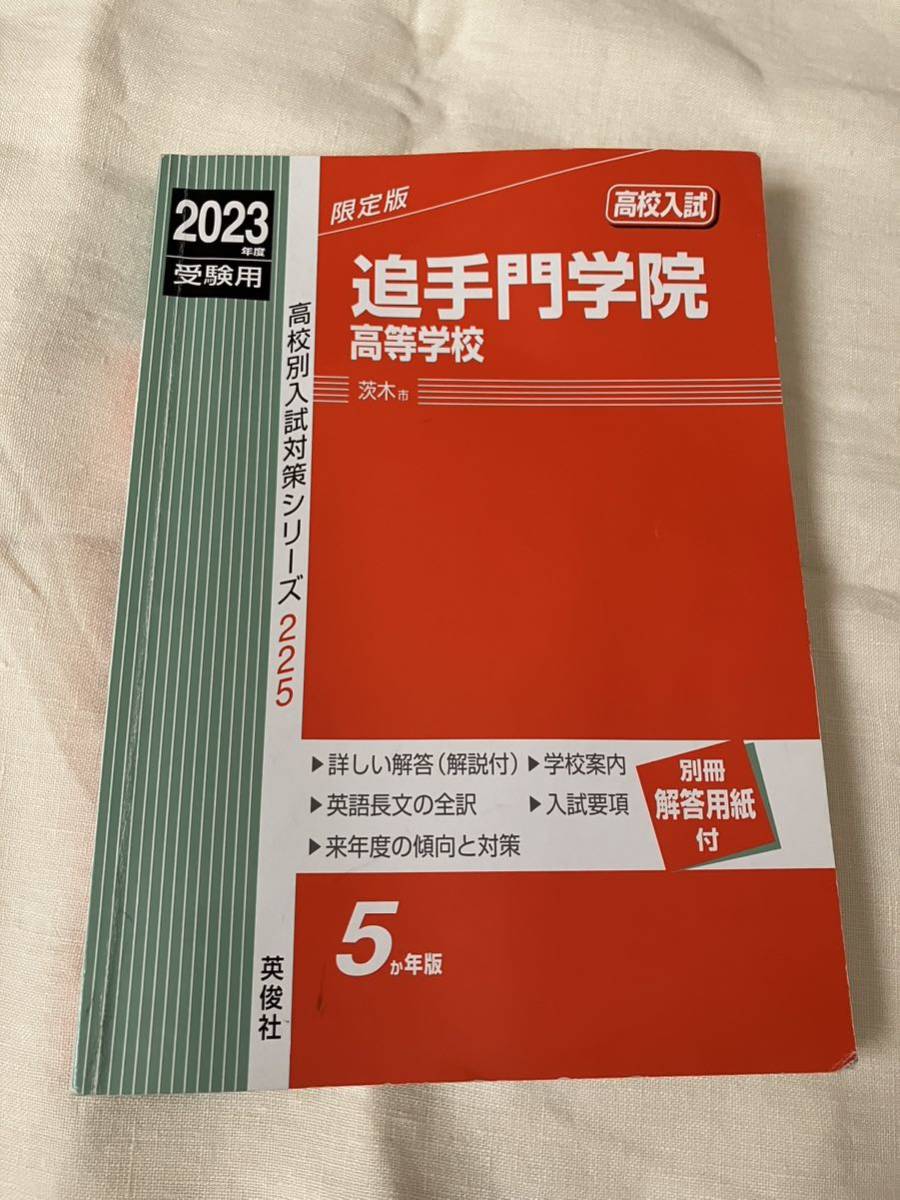 2023
年度
受験用
限定版
高校入試
追手門学院
高等学校
茨木市
高校別入試対策シリーズ225
▶詳しい解答(解説付)▶学校案内
▶英語長文の全訳 ▶入試要項
▶来年度の傾向と対策
別冊
解答用紙
付
5か年版
英俊社